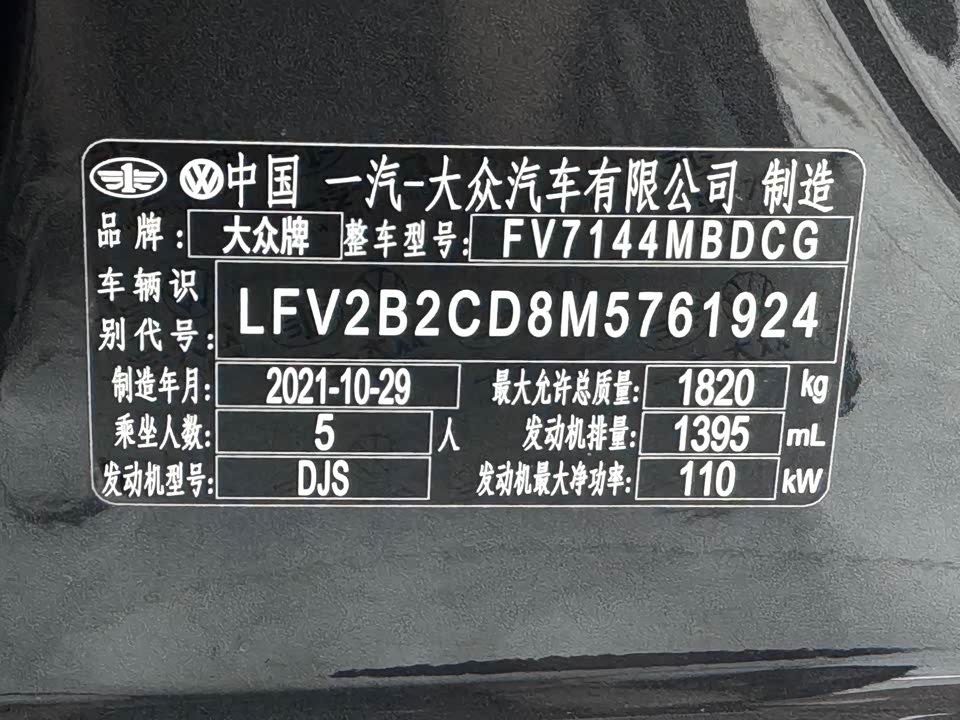 中国 一汽-大众汽车有限公司 制造
品牌: 大众牌 整车型号: FV7144MBDCG
车辆识别代号: LFV2B2CD8M5761924
制造年月: 2021-10-29 最大允许总质量: 1820 kg
乘坐人数: 5 人 发动机排量: 1395 mL
发动机型号: DJS 发动机最大净功率: 110 kW